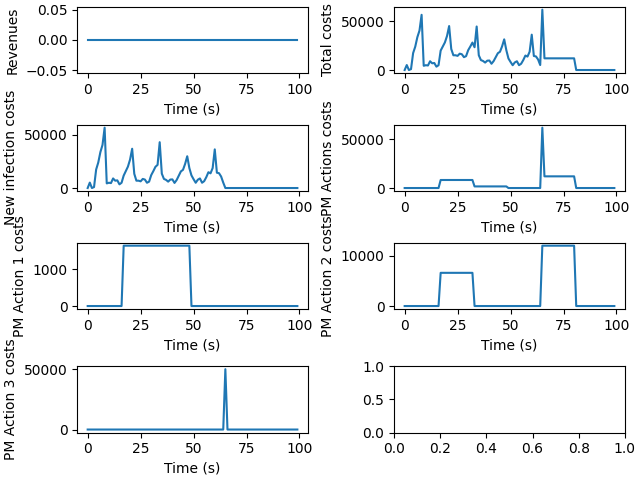 Revenues
0.05
0.00
−0.05
0 25 50 75 100
Time (s)
Total costs
50000
0
0 25 50 75 100
Time (s)
New infection costs
50000
0
0 25 50 75 100
Time (s)
PM Actions costs
50000
0
0 25 50 75 100
Time (s)
PM Action 1 costs
1000
0
0 25 50 75 100
Time (s)
PM Action 2 costs
10000
0
0 25 50 75 100
Time (s)
PM Action 3 costs
50000
0
0 25 50 75 100
Time (s)
1.0
0.5
0.0
0.0 0.2 0.4 0.6 0.8 1.0